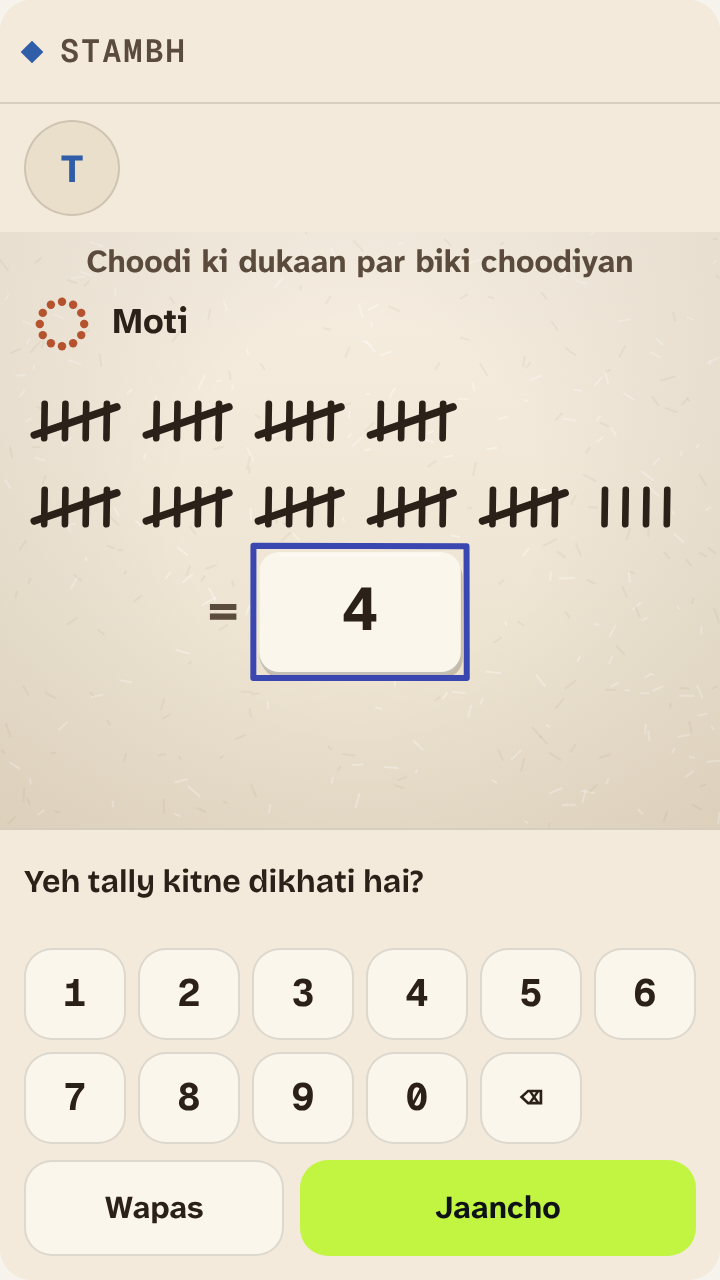 STAMBH
T
Choodi ki dukaan par biki choodiyan
Moti
= 4
Yeh tally kitne dikhati hai?
1 2 3 4 5 6
7 8 9 0 ⌫
Wapas Jaancho